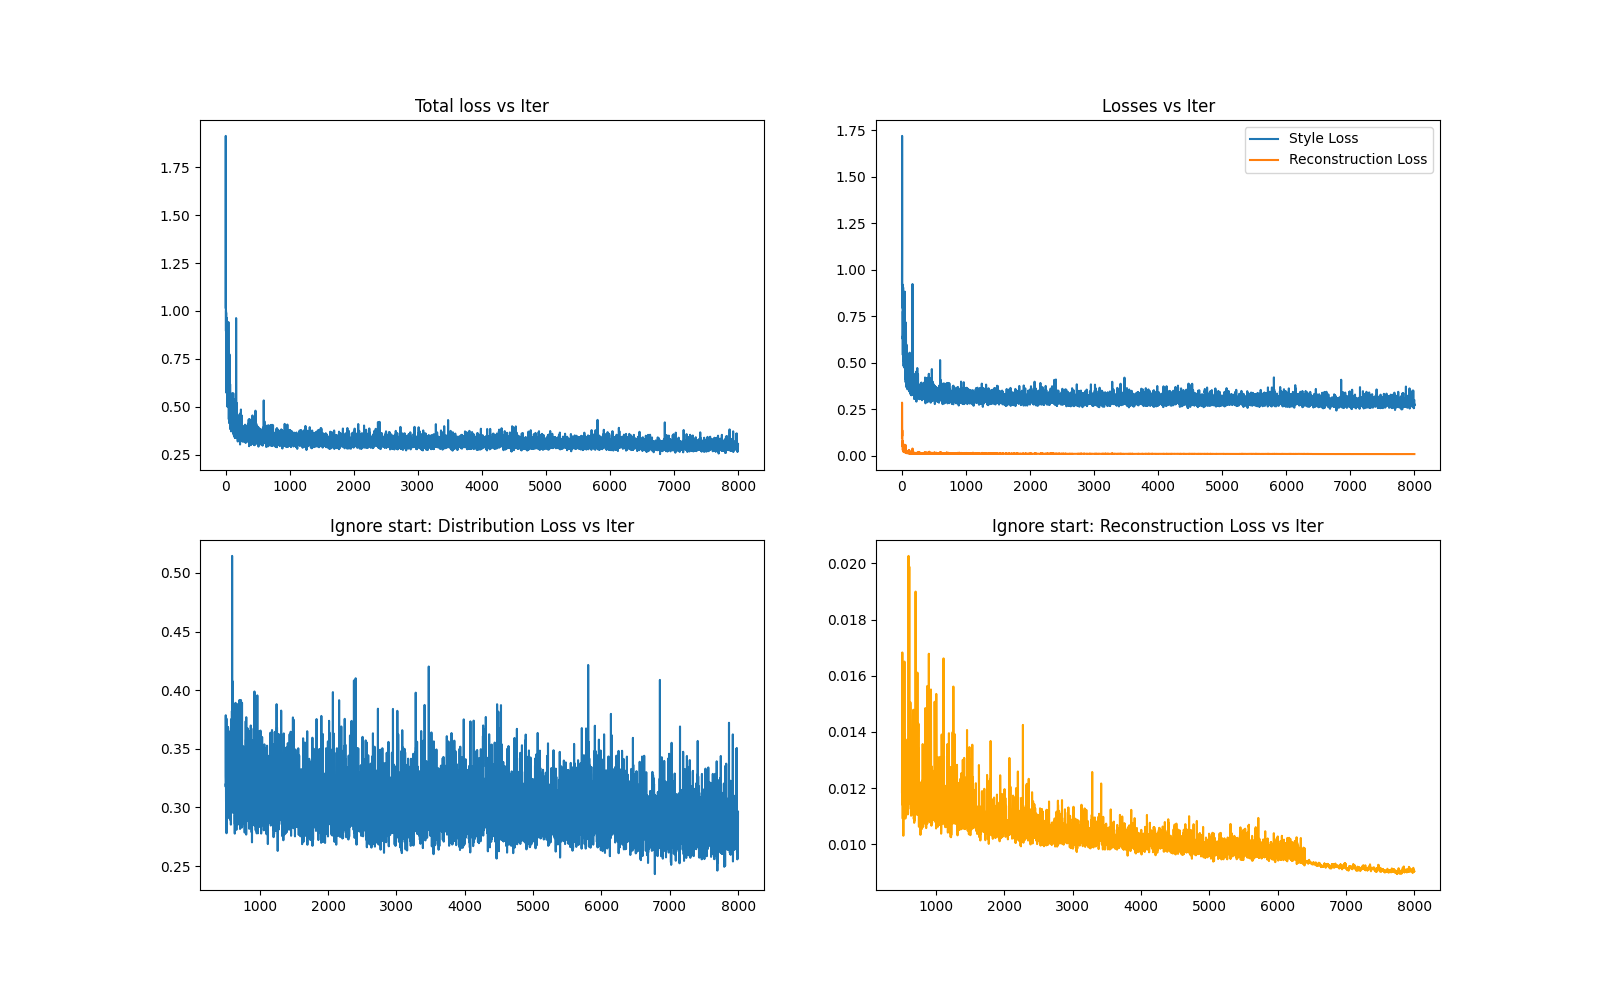 Total loss vs Iter
1.75
1.50
1.25
1.00
0.75
0.50
0.25
0 1000 2000 3000 4000 5000 6000 7000 8000
Losses vs Iter
Style Loss
Reconstruction Loss
1.75
1.50
1.25
1.00
0.75
0.50
0.25
0.00
0 1000 2000 3000 4000 5000 6000 7000 8000
Ignore start: Distribution Loss vs Iter
0.50
0.45
0.40
0.35
0.30
0.25
1000 2000 3000 4000 5000 6000 7000 8000
Ignore start: Reconstruction Loss vs Iter
0.020
0.018
0.016
0.014
0.012
0.010
1000 2000 3000 4000 5000 6000 7000 8000